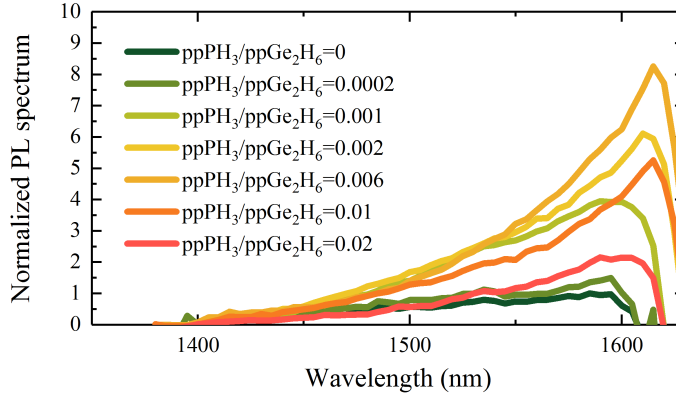 10
9
8
7
6
5
4
3
2
1
0
Normalized PL spectrum
ppPH₃/ppGe₂H₆=0
ppPH₃/ppGe₂H₆=0.0002
ppPH₃/ppGe₂H₆=0.001
ppPH₃/ppGe₂H₆=0.002
ppPH₃/ppGe₂H₆=0.006
ppPH₃/ppGe₂H₆=0.01
ppPH₃/ppGe₂H₆=0.02
1400 1500 1600
Wavelength (nm)